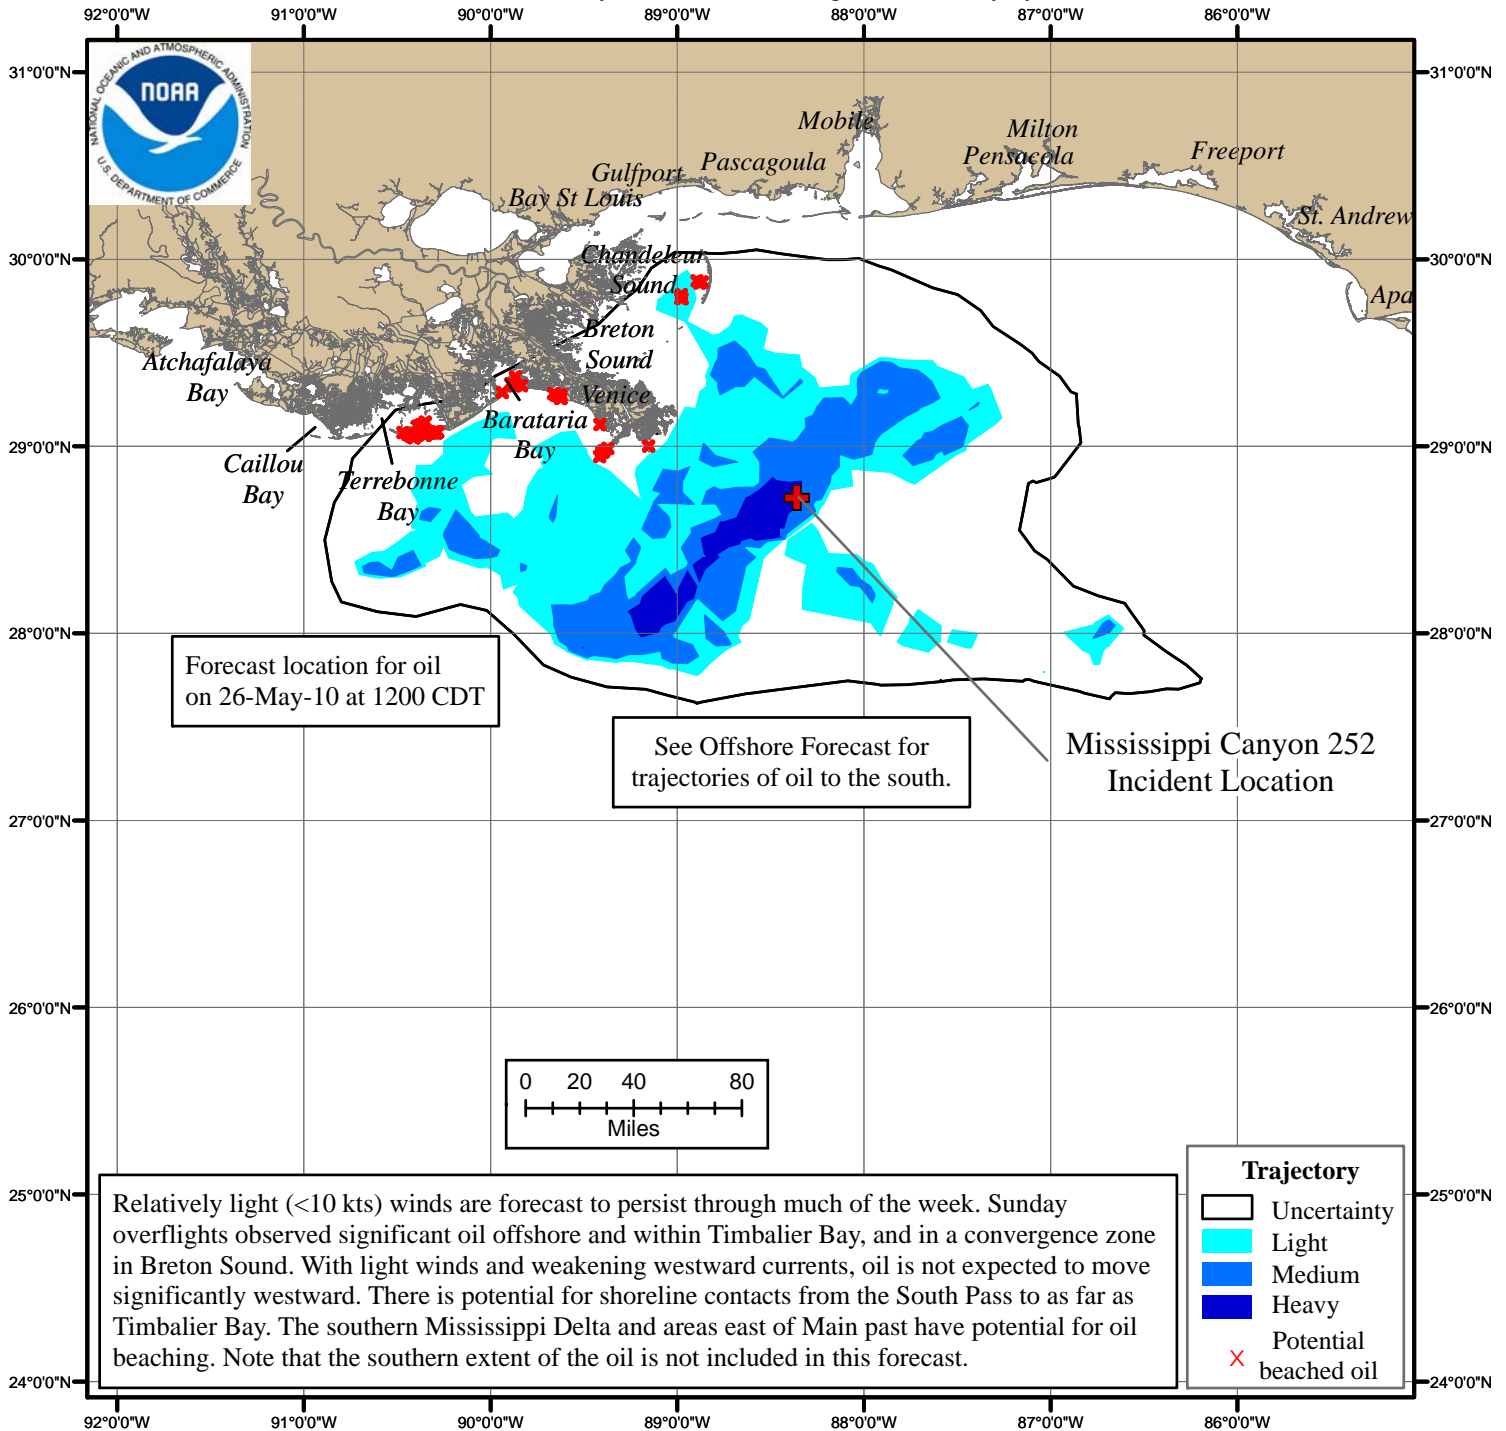 92°0'0"W 91°0'0"W 90°0'0"W 89°0'0"W 88°0'0"W 87°0'0"W 86°0'0"W
NATIONAL OCEANIC AND ATMOSPHERIC ADMINISTRATION
NOAA
U.S. DEPARTMENT OF COMMERCE
31°0'0"N 31°0'0"N
Mobile
Milton
Pensacola
Freeport
Pascagoula
Gulfport
Bay St Louis
St. Andrew
30°0'0"N 30°0'0"N
Chandeleur
Sound
Apa
Breton
Sound
Atchafalaya
Bay
Venice
Barataria
Bay
29°0'0"N 29°0'0"N
Caillou
Bay
Terrebonne
Bay
28°0'0"N 28°0'0"N
Forecast location for oil
on 26-May-10 at 1200 CDT
See Offshore Forecast for
trajectories of oil to the south.
Mississippi Canyon 252
Incident Location
27°0'0"N 27°0'0"N
26°0'0"N 26°0'0"N
0 20 40 80
Miles
25°0'0"N 25°0'0"N
Relatively light (<10 kts) winds are forecast to persist through much of the week. Sunday
overflights observed significant oil offshore and within Timbalier Bay, and in a convergence zone
in Breton Sound. With light winds and weakening westward currents, oil is not expected to move
significantly westward. There is potential for shoreline contacts from the South Pass to as far as
Timbalier Bay. The southern Mississippi Delta and areas east of Main past have potential for oil
beaching. Note that the southern extent of the oil is not included in this forecast.
Trajectory
Uncertainty
Light
Medium
Heavy
X Potential
beached oil
24°0'0"N 24°0'0"N
92°0'0"W 91°0'0"W 90°0'0"W 89°0'0"W 88°0'0"W 87°0'0"W 86°0'0"W